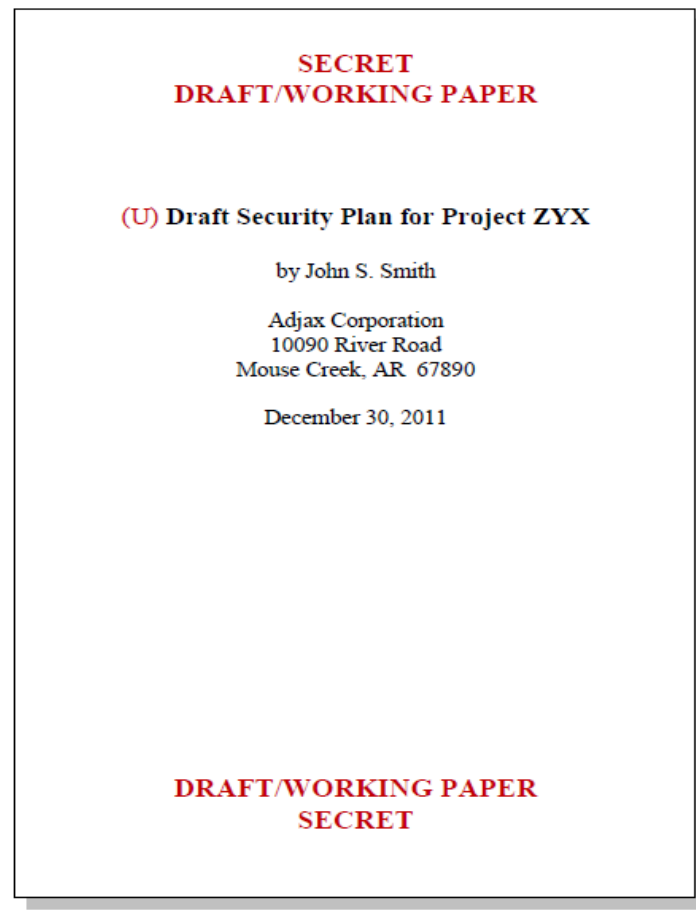 SECRET
DRAFT/WORKING PAPER
(U) Draft Security Plan for Project ZYX
by John S. Smith
Adjax Corporation
10090 River Road
Mouse Creek, AR 67890
December 30, 2011
DRAFT/WORKING PAPER
SECRET